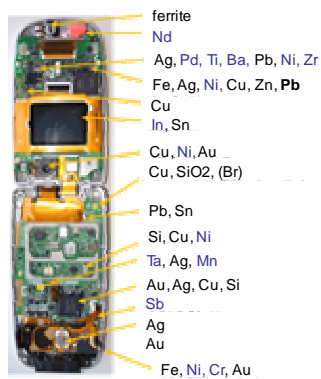 ferrite
Nd
Ag, Pd, Ti, Ba, Pb, Ni, Zr
Fe, Ag, Ni, Cu, Zn, Pb
Cu
In, Sn
Cu, Ni, Au
Cu, SiO2, (Br)
Pb, Sn
Si, Cu, Ni
Ta, Ag, Mn
Au, Ag, Cu, Si
Sb
Ag
Au
Fe, Ni, Cr, Au